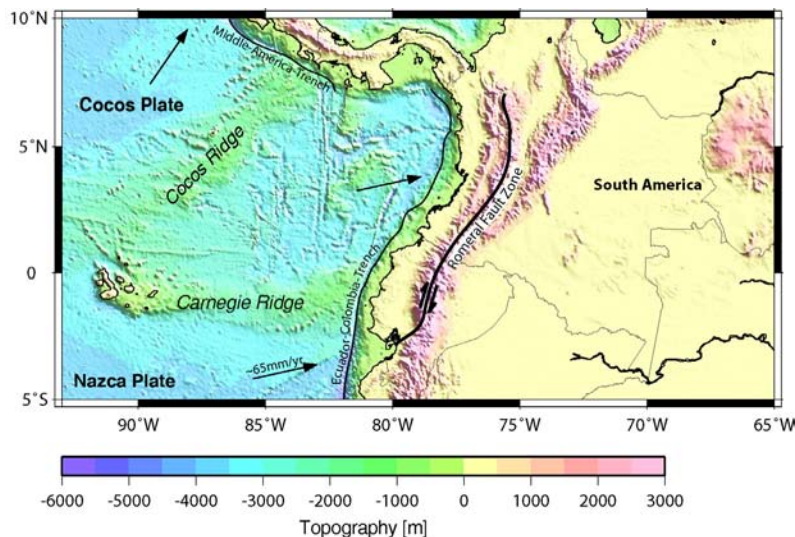 10°N
Middle-America Trench
Cocos Plate
5°N
Cocos Ridge
South America
Romeral Fault Zone
0
Carnegie Ridge
Ecuador Colombia-Trench
~65mm/yr
Nazca Plate
5°S
90°W 85°W 80°W 75°W 70°W 65°W
-6000 -5000 -4000 -3000 -2000 -1000 0 1000 2000 3000
Topography [m]